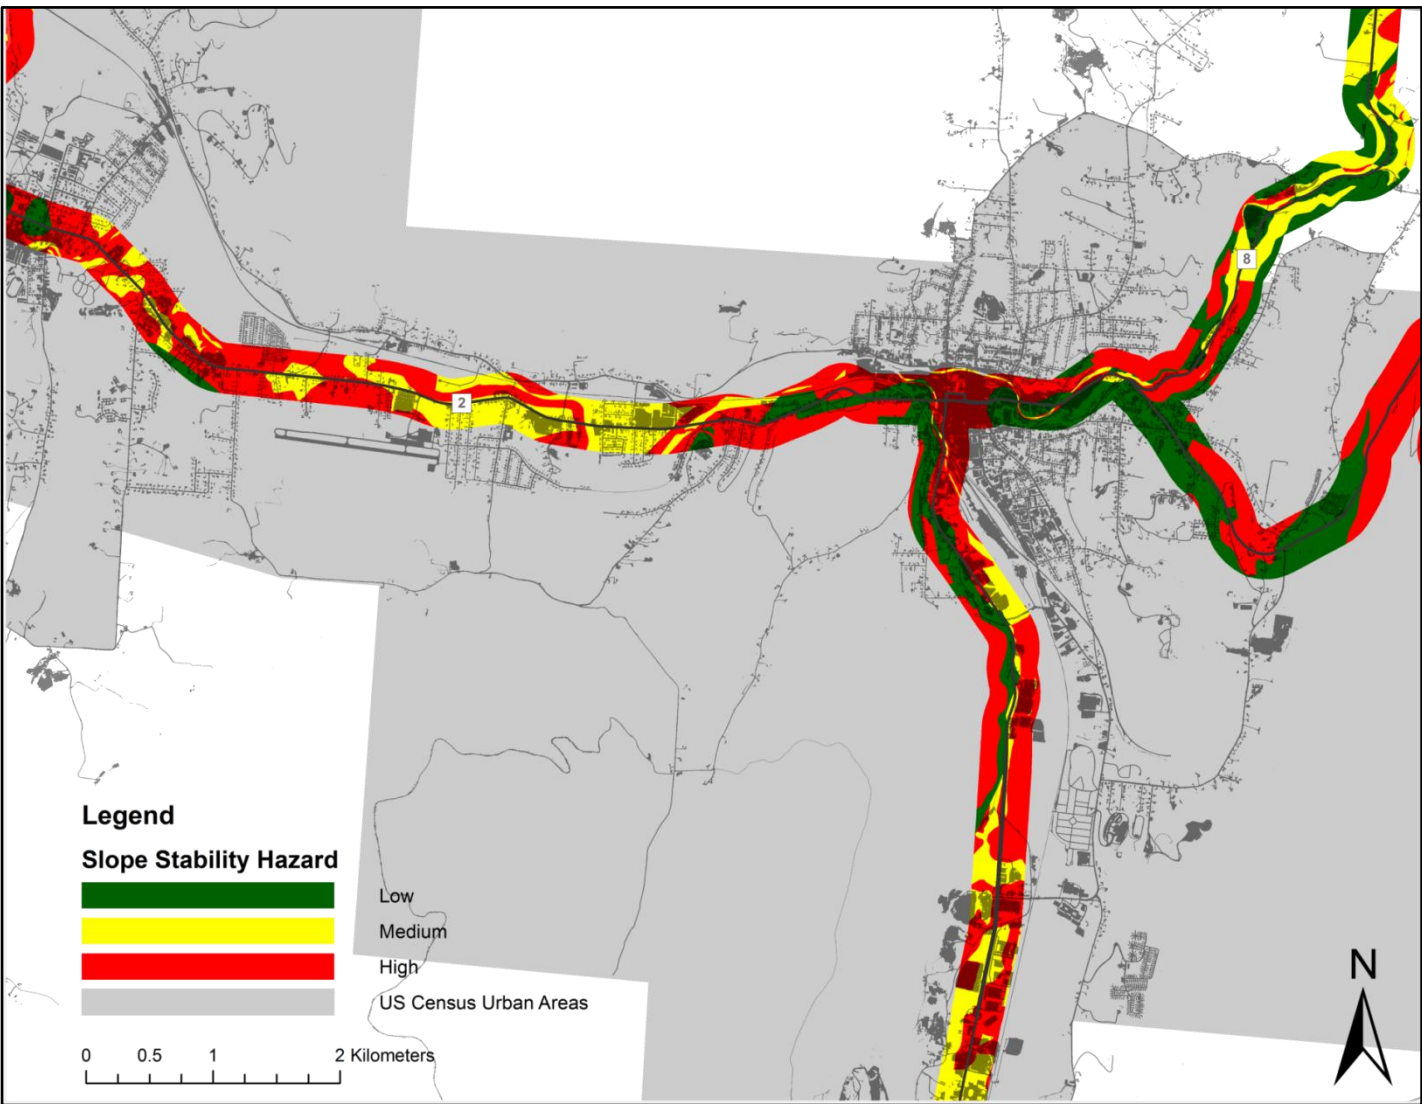 8
2
Legend
Slope Stability Hazard
Low
Medium
High
US Census Urban Areas
0 0.5 1 2 Kilometers
N